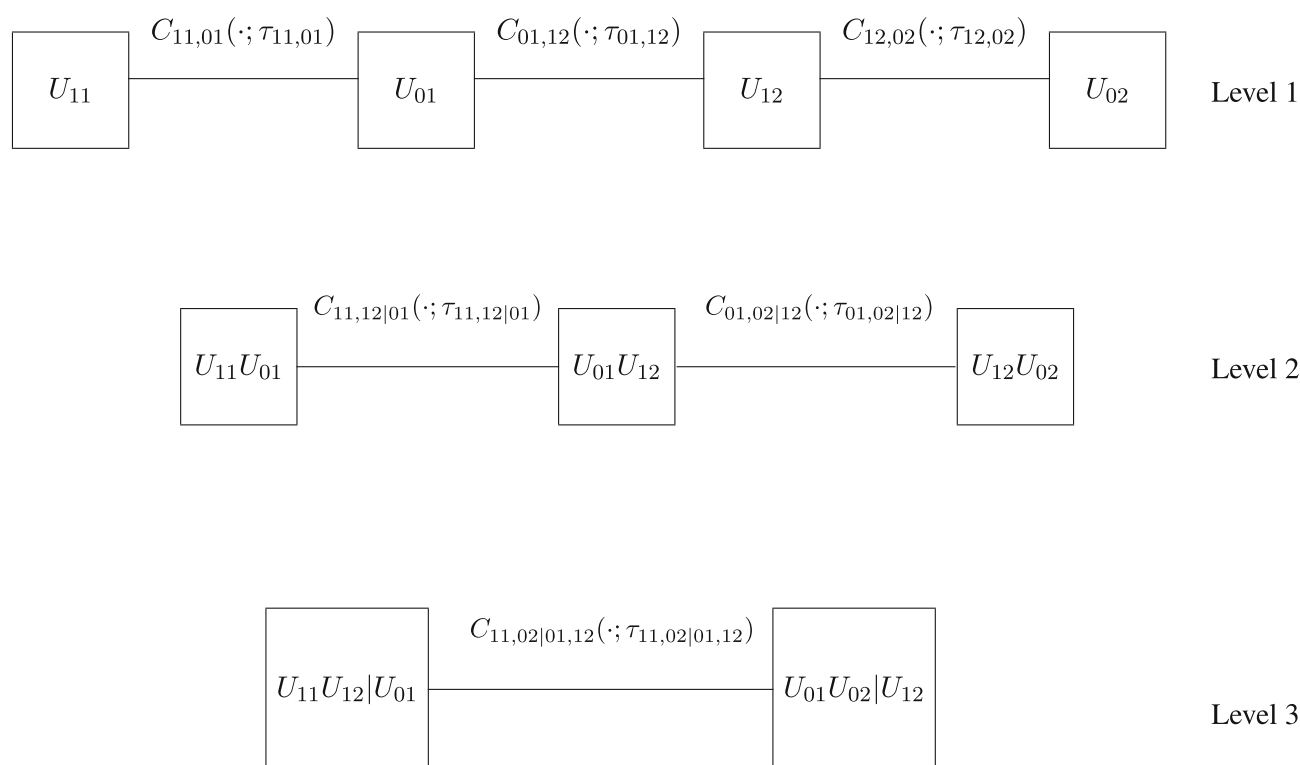 C₁₁,₀₁(·; τ₁₁,₀₁) C₀₁,₁₂(·; τ₀₁,₁₂) C₁₂,₀₂(·; τ₁₂,₀₂)
U₁₁ U₀₁ U₁₂ U₀₂ Level 1
C₁₁,₁₂|₀₁(·; τ₁₁,₁₂|₀₁) C₀₁,₀₂|₁₂(·; τ₀₁,₀₂|₁₂)
U₁₁U₀₁ U₀₁U₁₂ U₁₂U₀₂ Level 2
C₁₁,₀₂|₀₁,₁₂(·; τ₁₁,₀₂|₀₁,₁₂)
U₁₁U₁₂|U₀₁ U₀₁U₀₂|U₁₂
Level 3